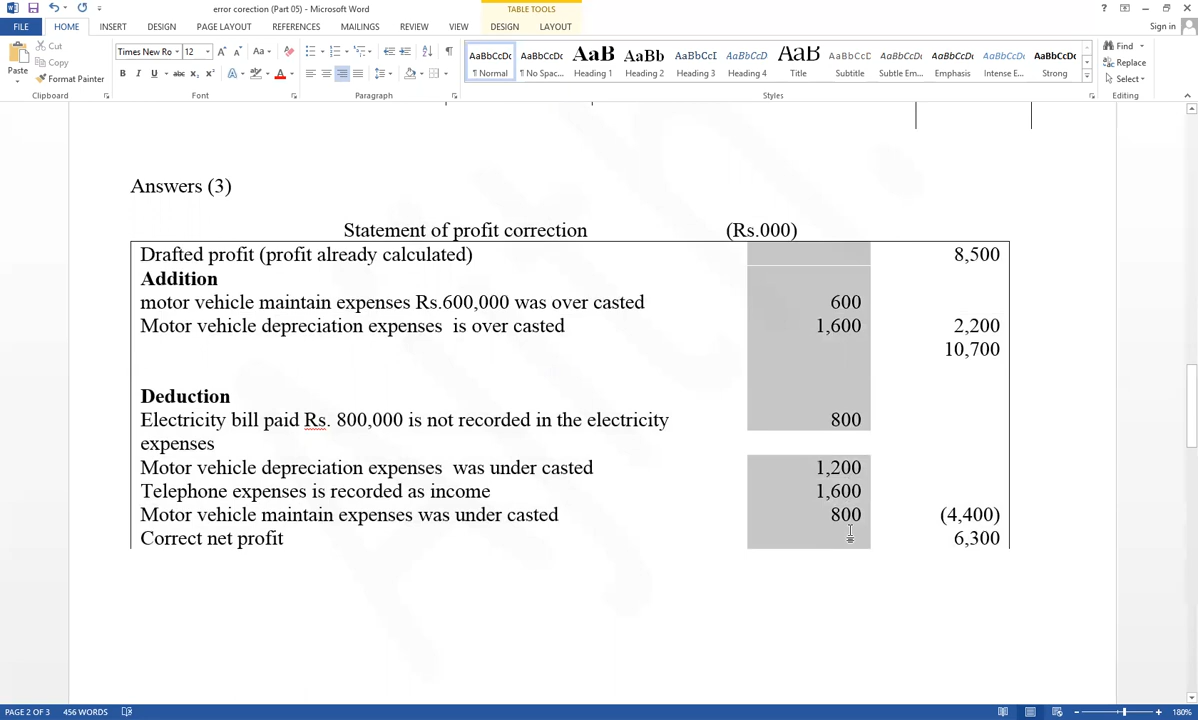 error corection (Part 05) - Microsoft Word
TABLE TOOLS
FILE HOME INSERT DESIGN PAGE LAYOUT REFERENCES MAILINGS REVIEW VIEW DESIGN LAYOUT
Sign in
Paste
Cut
Copy
Format Painter
Times New Ro 12
AaBbCcDc AaBbCcDc AaB AaBb AaBbCcI AaBbCcDc AaB AaBbCcD AaBbCcDc AaBbCcDc AaBbCcDc AaBbCcDc
¶ Normal ¶ No Spac... Heading 1 Heading 2 Heading 3 Heading 4 Title Subtitle Subtle Em... Emphasis Intense E... Strong
Find
Replace
Select
Clipboard Font Paragraph Styles Editing
Answers (3)
Statement of profit correction (Rs.000)
Drafted profit (profit already calculated) 8,500
Addition
motor vehicle maintain expenses Rs.600,000 was over casted 600
Motor vehicle depreciation expenses is over casted 1,600 2,200
10,700
Deduction
Electricity bill paid Rs. 800,000 is not recorded in the electricity 800
expenses
Motor vehicle depreciation expenses was under casted 1,200
Telephone expenses is recorded as income 1,600
Motor vehicle maintain expenses was under casted 800 (4,400)
Correct net profit 6,300
PAGE 2 OF 3 456 WORDS 180%